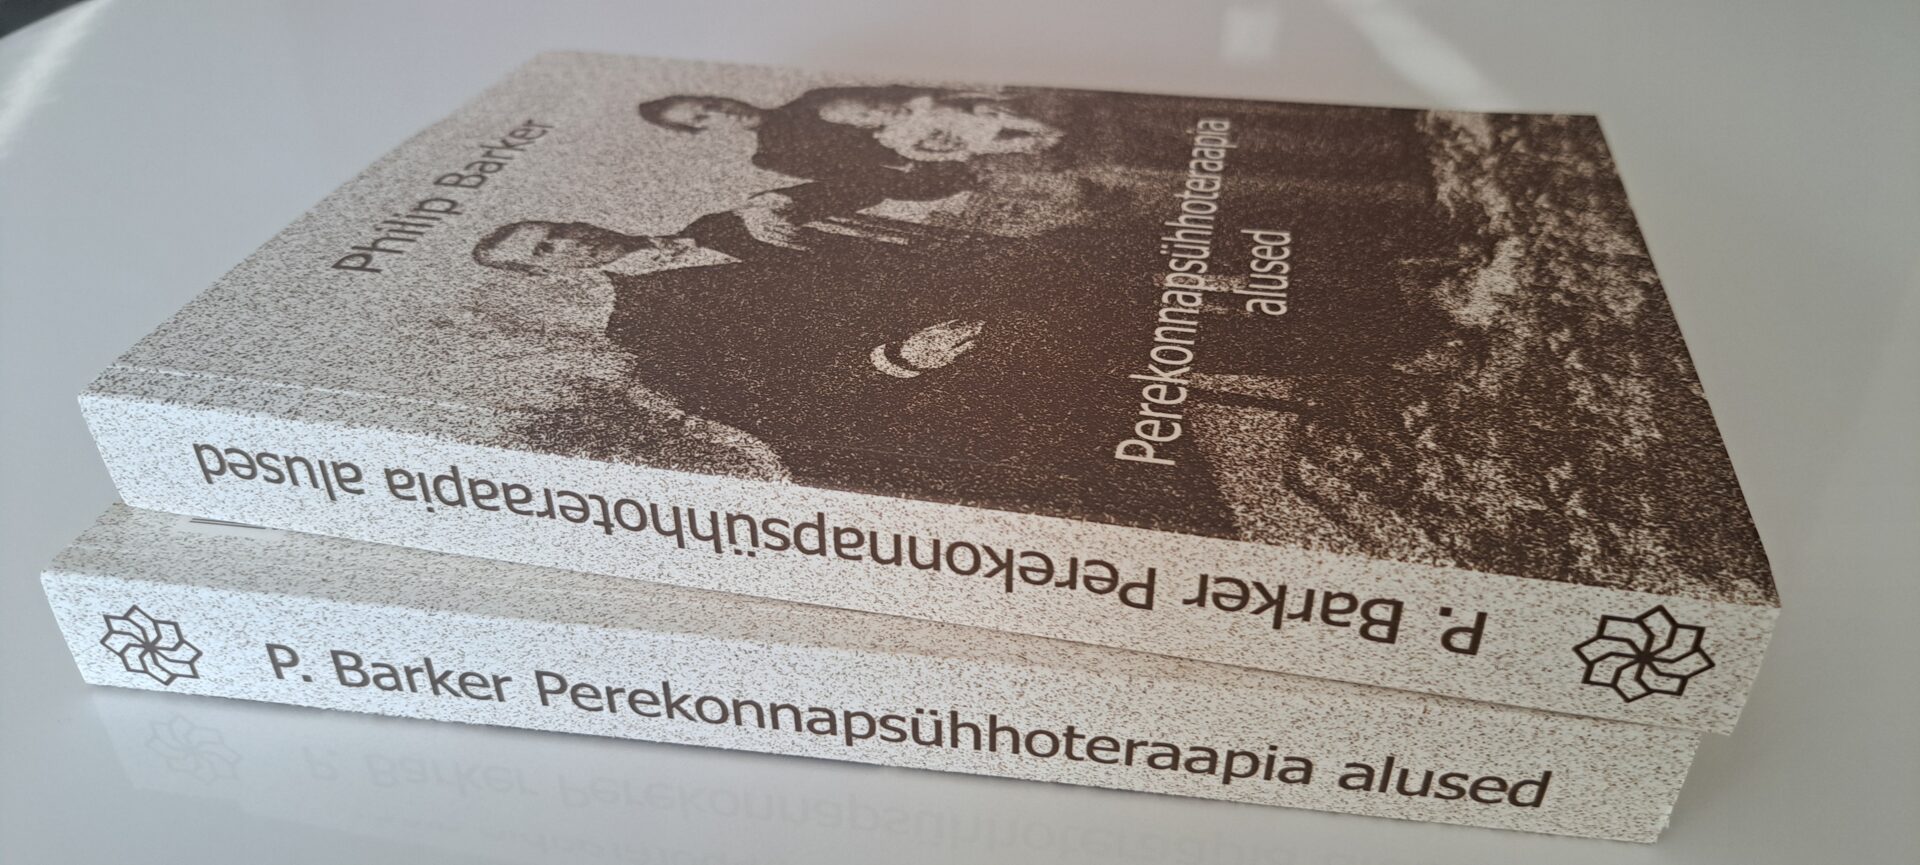 Philip Barker
Perekonnapsühhoteraapia
alused
P. Barker Perekonnapsühhoteraapia alused
P. Barker Perekonnapsühhoteraapia alused